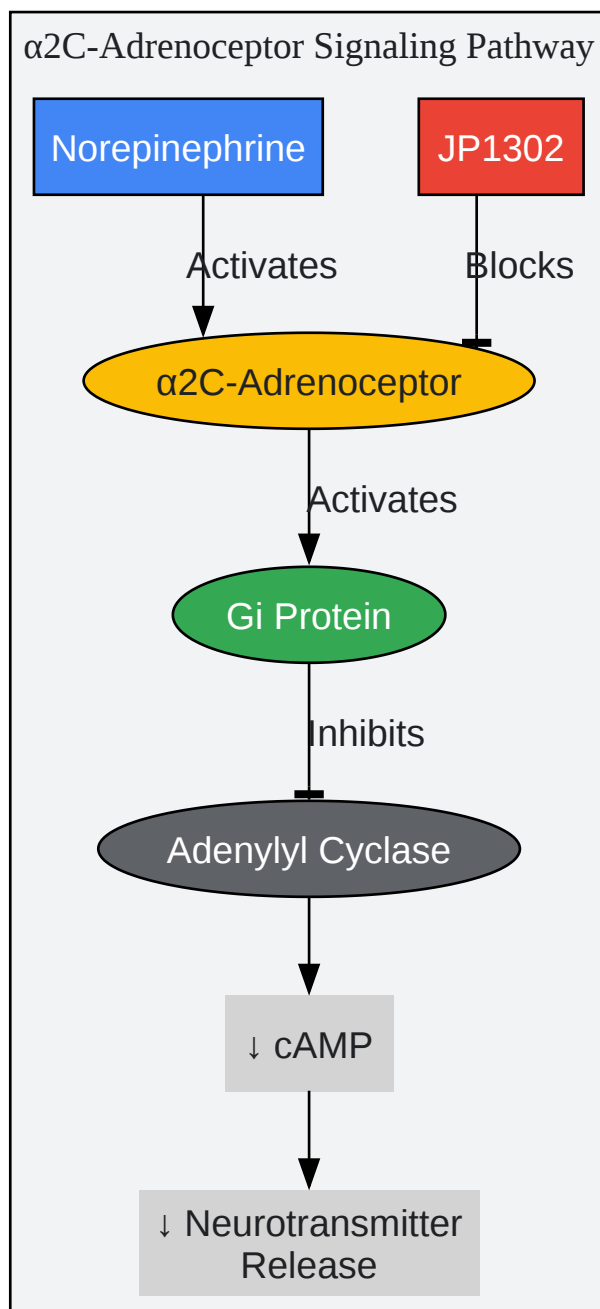 α2C-Adrenoceptor Signaling Pathway
Norepinephrine
JP1302
Activates
Blocks
α2C-Adrenoceptor
Activates
Gi Protein
Inhibits
Adenylyl Cyclase
↓ cAMP
↓ Neurotransmitter
Release